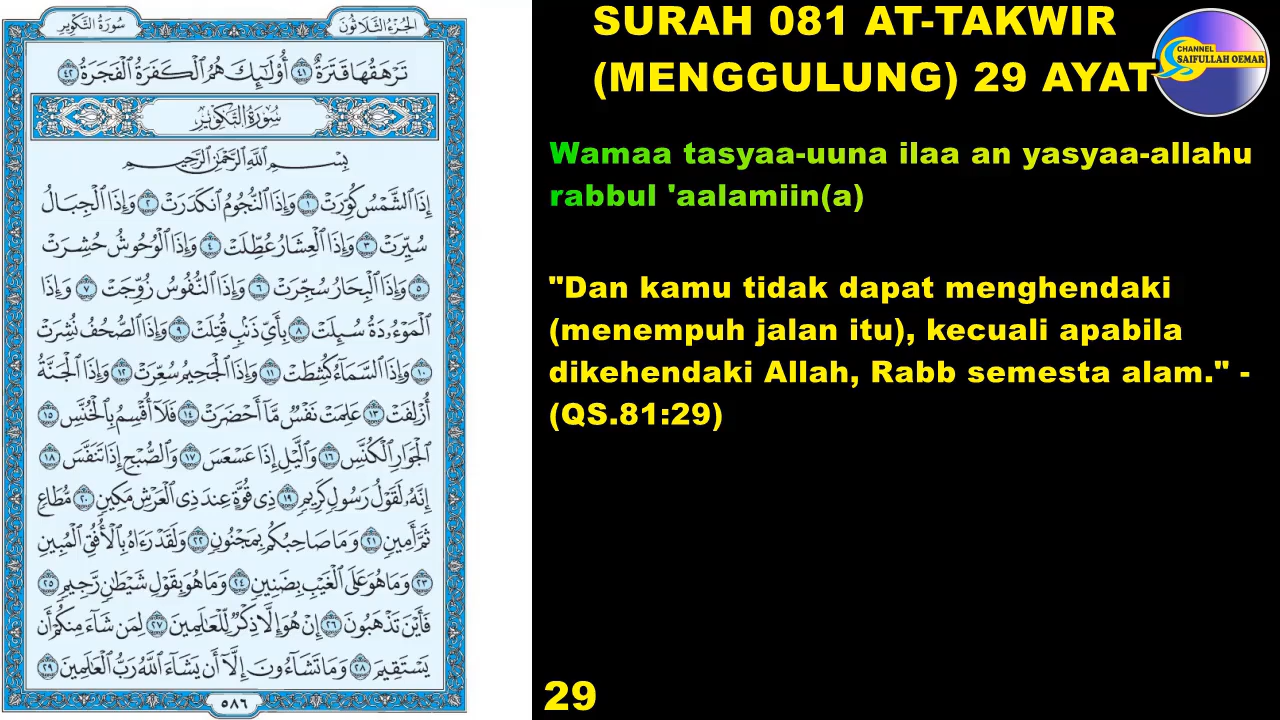 سُورَةُ التَّكْوِيرِ
الجُزْءُ الثَّلَاثُونَ
تَرْهَقُهَا قَتَرَةٌ ٤١ أُوْلَٰٓئِكَ هُمُ ٱلْكَفَرَةُ ٱلْفَجَرَةُ ٤٢
سُورَةُ التَّكْوِيرِ
بِسْمِ ٱللَّهِ ٱلرَّحْمَٰنِ ٱلرَّحِيمِ
إِذَا ٱلشَّمْسُ كُوِّرَتْ ١ وَإِذَا ٱلنُّجُومُ ٱنكَدَرَتْ ٢ وَإِذَا ٱلْجِبَالُ
سُيِّرَتْ ٣ وَإِذَا ٱلْعِشَارُ عُطِّلَتْ ٤ وَإِذَا ٱلْوُحُوشُ حُشِرَتْ
٥ وَإِذَا ٱلْبِحَارُ سُجِّرَتْ ٦ وَإِذَا ٱلنُّفُوسُ زُوِّجَتْ ٧ وَإِذَا
ٱلْمَوْءُۥدَةُ سُئِلَتْ ٨ بِأَيِّ ذَنۢبٍ قُتِلَتْ ٩ وَإِذَا ٱلصُّحُفُ نُشِرَتْ
١٠ وَإِذَا ٱلسَّمَآءُ كُشِطَتْ ١١ وَإِذَا ٱلْجَحِيمُ سُعِّرَتْ ١٢ وَإِذَا ٱلْجَنَّةُ
أُزْلِفَتْ ١٣ عَلِمَتْ نَفْسٌ مَّآ أَحْضَرَتْ ١٤ فَلَآ أُقْسِمُ بِٱلْخُنَّسِ ١٥
ٱلْجَوَارِ ٱلْكُنَّسِ ١٦ وَٱلَّيْلِ إِذَا عَسْعَسَ ١٧ وَٱلصُّبْحِ إِذَا تَنَفَّسَ ١٨
إِنَّهُۥ لَقَوْلُ رَسُولٍ كَرِيمٍ ١٩ ذِى قُوَّةٍ عِندَ ذِى ٱلْعَرْشِ مَكِينٍ ٢٠ مُّطَاعٍ
ثَمَّ أَمِينٍ ٢١ وَمَا صَاحِبُكُم بِمَجْنُونٍ ٢٢ وَلَقَدْ رَءَاهُ بِٱلْأُفُقِ ٱلْمُبِينِ
٢٣ وَمَا هُوَ عَلَى ٱلْغَيْبِ بِضَنِينٍ ٢٤ وَمَا هُوَ بِقَوْلِ شَيْطَٰنٍ رَّجِيمٍ ٢٥
فَأَيْنَ تَذْهَبُونَ ٢٦ إِنْ هُوَ إِلَّا ذِكْرٌ لِّلْعَٰلَمِينَ ٢٧ لِمَن شَآءَ مِنكُمْ أَن
يَسْتَقِيمَ ٢٨ وَمَا تَشَآءُونَ إِلَّآ أَن يَشَآءَ ٱللَّهُ رَبُّ ٱلْعَٰلَمِينَ ٢٩
٥٨٦
SURAH 081 AT-TAKWIR
(MENGGULUNG) 29 AYAT
CHANNEL
SAIFULLAH OEMAR
Wamaa tasyaa-uuna ilaa an yasyaa-allahu
rabbul 'aalamiin(a)
"Dan kamu tidak dapat menghendaki
(menempuh jalan itu), kecuali apabila
dikehendaki Allah, Rabb semesta alam." -
(QS.81:29)
29